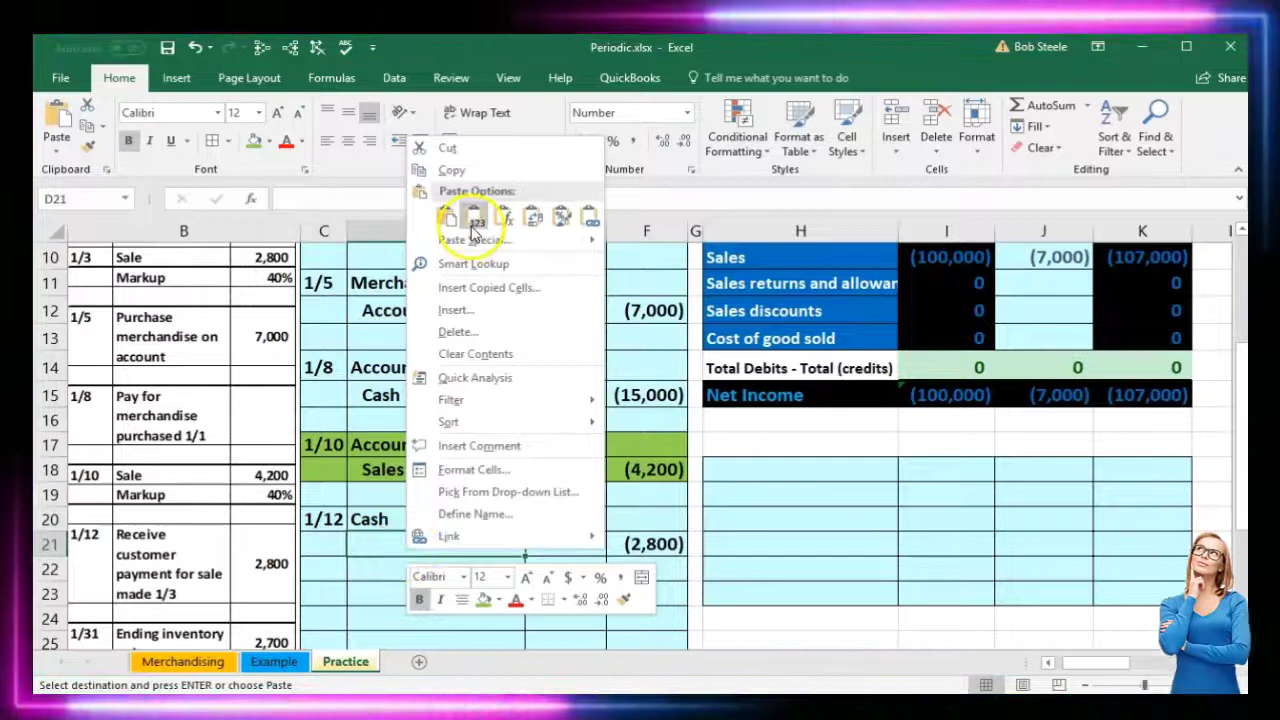 Periodic.xlsx - Excel
Bob Steele
File Home Insert Page Layout Formulas Data Review View Help QuickBooks Tell me what you want to do Share
Calibri 12 Wrap Text Number
Paste
B I U A %
Conditional Formatting Format as Table Cell Styles
Insert Delete Format
AutoSum
Fill
Clear
Sort & Filter Find & Select
Clipboard Font Number Styles Cells Editing
D21 fx
Cut
Copy
Paste Options:
Paste Special...
Smart Lookup
Insert Copied Cells...
Insert...
Delete...
Clear Contents
Quick Analysis
Filter
Sort
Insert Comment
Format Cells...
Pick From Drop-down List...
Define Name...
Link
Calibri 12 A A $ % ,
B I A
B C F G H I J K
10 1/3 Sale 2,800
11 Markup 40%
12 1/5 Purchase
13 merchandise on 7,000
account
14
15 1/8 Pay for
merchandise
16 purchased 1/1
17
18 1/10 Sale 4,200
19 Markup 40%
20
21 1/12 Receive
customer
22 payment for sale 2,800
23 made 1/3
24
25 1/31 Ending inventory 2,700
1/5 Mercha
Accou (7,000)
1/8 Accou
Cash (15,000)
1/10 Accou
Sales (4,200)
1/12 Cash
(2,800)
Sales (100,000) (7,000) (107,000)
Sales returns and allowar 0 0
Sales discounts 0 0
Cost of good sold 0 0
Total Debits - Total (credits) 0 0 0
Net Income (100,000) (7,000) (107,000)
Merchandising Example Practice
Select destination and press ENTER or choose Paste